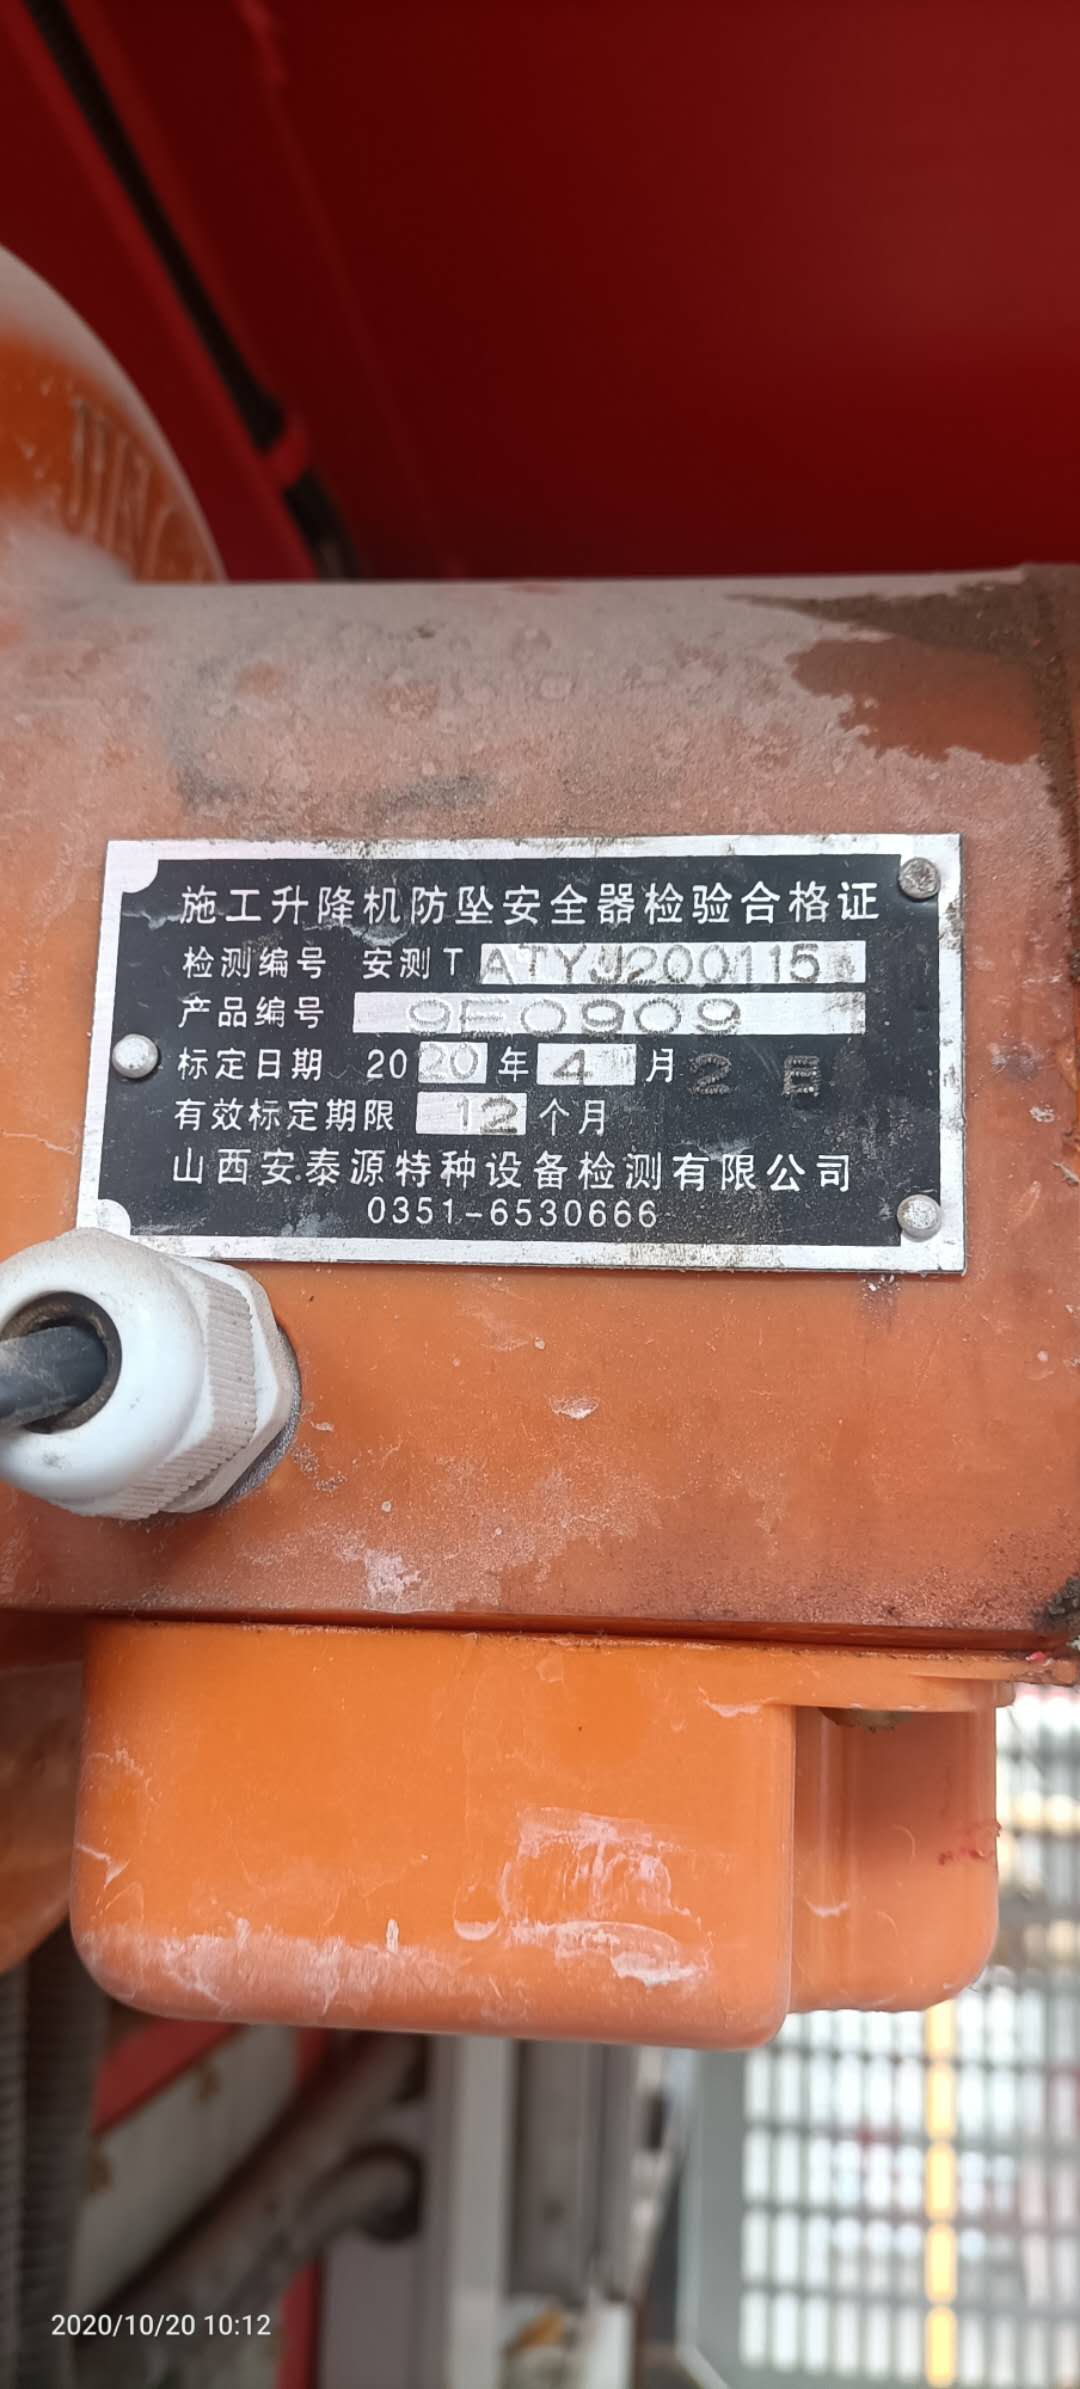 JIN
施工升降机防坠安全器检验合格证
检测编号 安测T ATYJ200115
产品编号 9E0909
标定日期 2020年4月2日
有效标定期限 12个月
山西安泰源特种设备检测有限公司
0351-6530666
2020/10/20 10:12